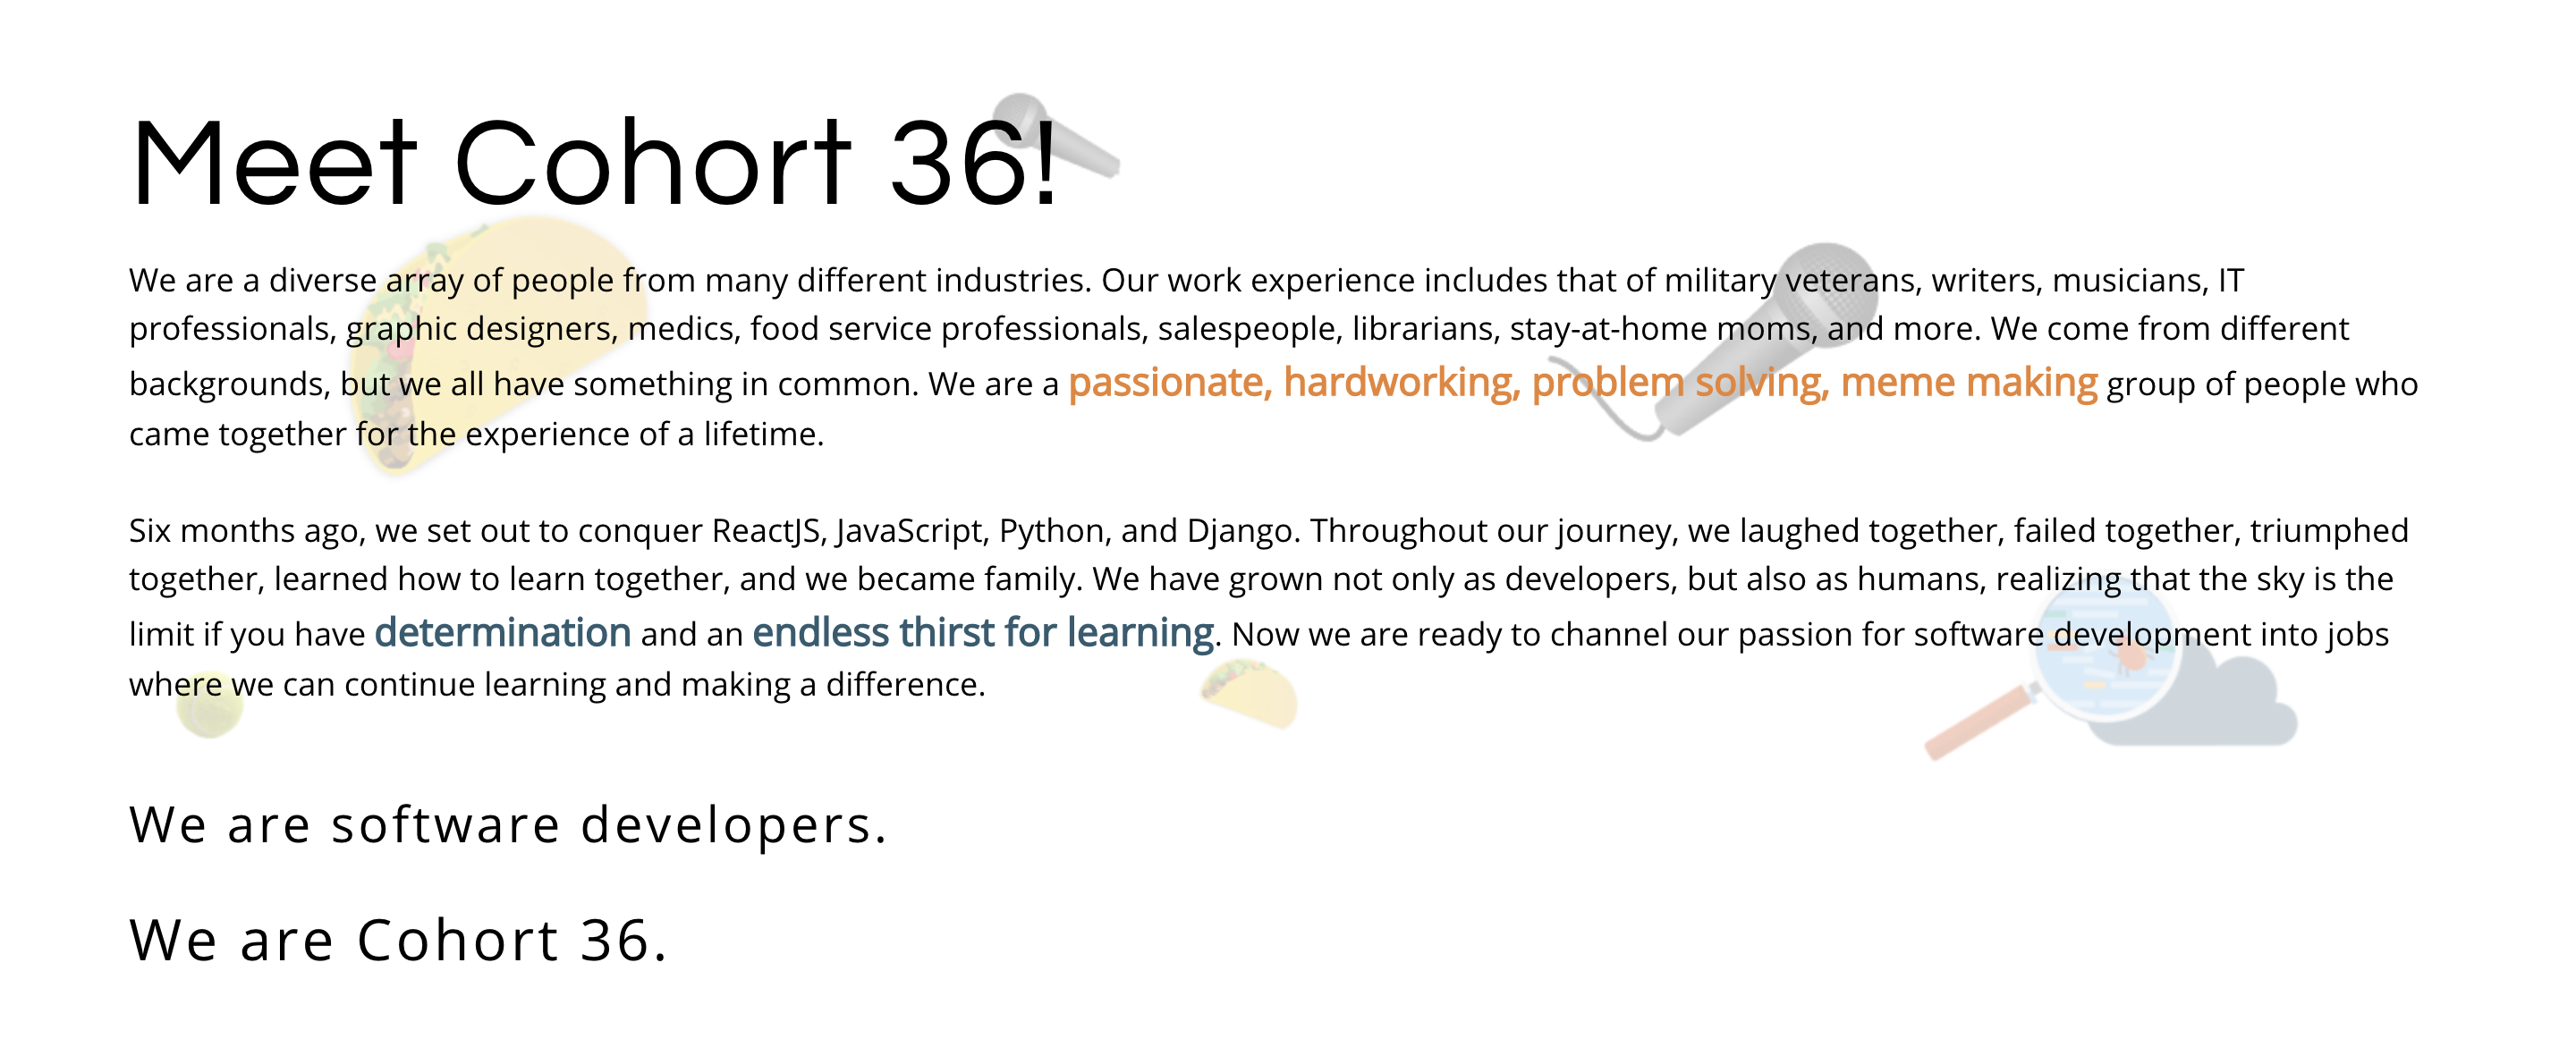 Meet Cohort 36!
We are a diverse array of people from many different industries. Our work experience includes that of military veterans, writers, musicians, IT
professionals, graphic designers, medics, food service professionals, salespeople, librarians, stay-at-home moms, and more. We come from different
backgrounds, but we all have something in common. We are a passionate, hardworking, problem solving, meme making group of people who
came together for the experience of a lifetime.
Six months ago, we set out to conquer ReactJS, JavaScript, Python, and Django. Throughout our journey, we laughed together, failed together, triumphed
together, learned how to learn together, and we became family. We have grown not only as developers, but also as humans, realizing that the sky is the
limit if you have determination and an endless thirst for learning. Now we are ready to channel our passion for software development into jobs
where we can continue learning and making a difference.
We are software developers.
We are Cohort 36.